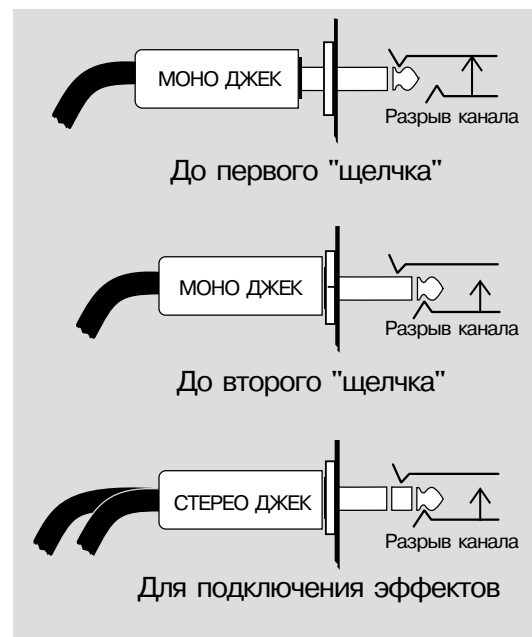 МОНО ДЖЕК
Разрыв канала
До первого "щелчка"
МОНО ДЖЕК
Разрыв канала
До второго "щелчка"
СТЕРЕО ДЖЕК
Разрыв канала
Для подключения эффектов